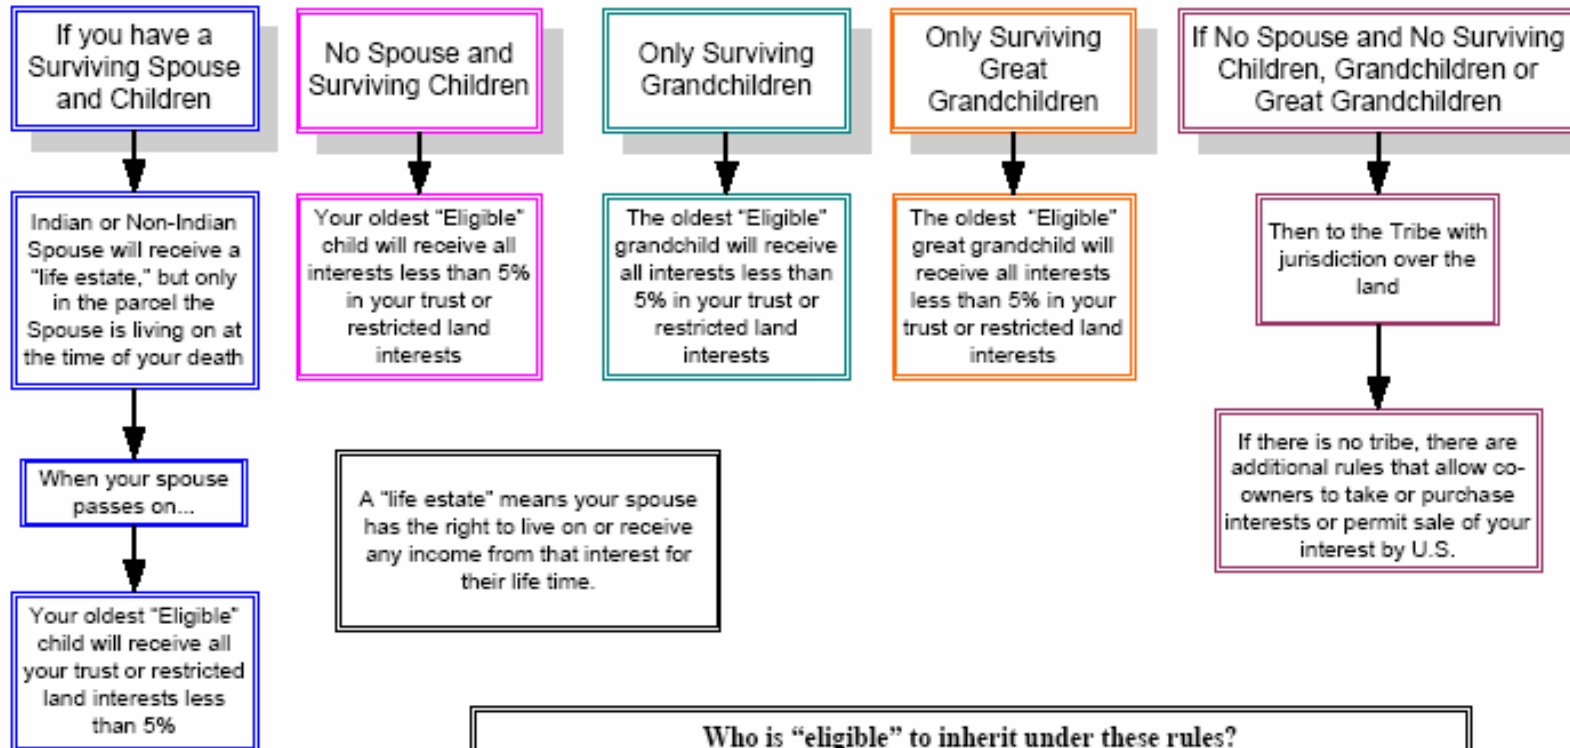 If you have a
Surviving Spouse
and Children
Indian or Non-Indian
Spouse will receive a
"life estate," but only
in the parcel the
Spouse is living on at
the time of your death
When your spouse
passes on...
Your oldest "Eligible"
child will receive all
your trust or restricted
land interests less
than 5%
No Spouse and
Surviving Children
Your oldest "Eligible"
child will receive all
interests less than 5%
in your trust or
restricted land
interests
Only Surviving
Grandchildren
The oldest "Eligible"
grandchild will receive
all interests less than
5% in your trust or
restricted land
interests
Only Surviving
Great
Grandchildren
The oldest "Eligible"
great grandchild will
receive all interests
less than 5% in your
trust or restricted land
interests
If No Spouse and No Surviving
Children, Grandchildren or
Great Grandchildren
Then to the Tribe with
jurisdiction over the
land
If there is no tribe, there are
additional rules that allow co-
owners to take or purchase
interests or permit sale of your
interest by U.S.
A "life estate" means your spouse
has the right to live on or receive
any income from that interest for
their life time.
Who is “eligible” to inherit under these rules?